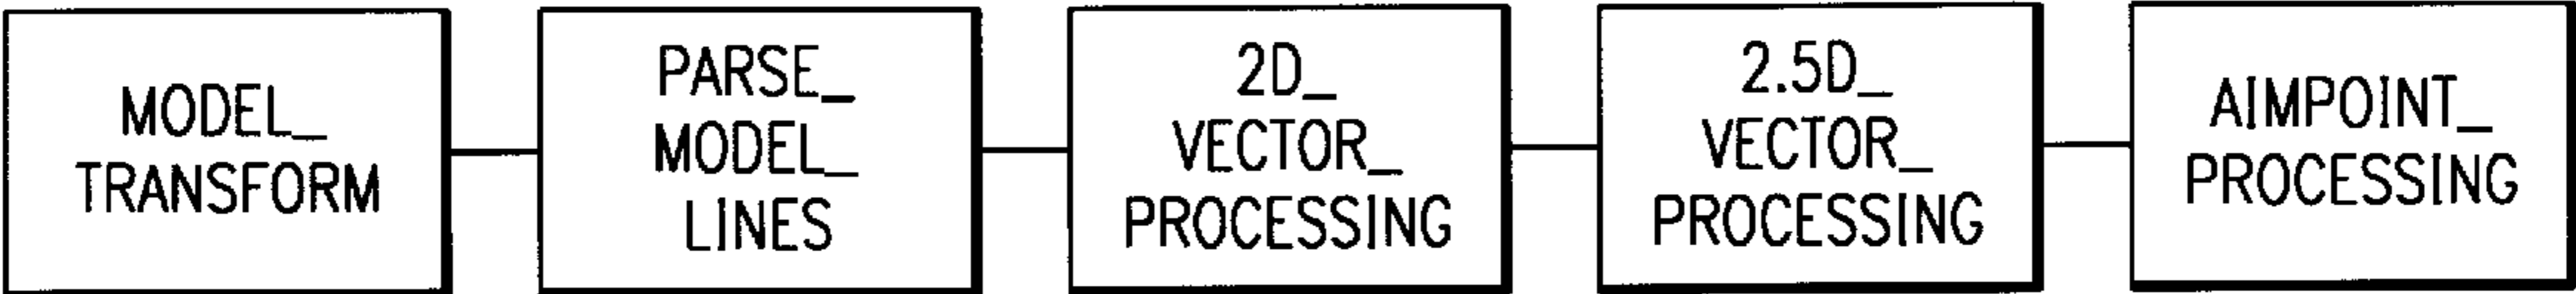 MODEL_
TRANSFORM
PARSE_
MODEL_
LINES
2D_
VECTOR_
PROCESSING
2.5D_
VECTOR_
PROCESSING
AIMPOINT_
PROCESSING